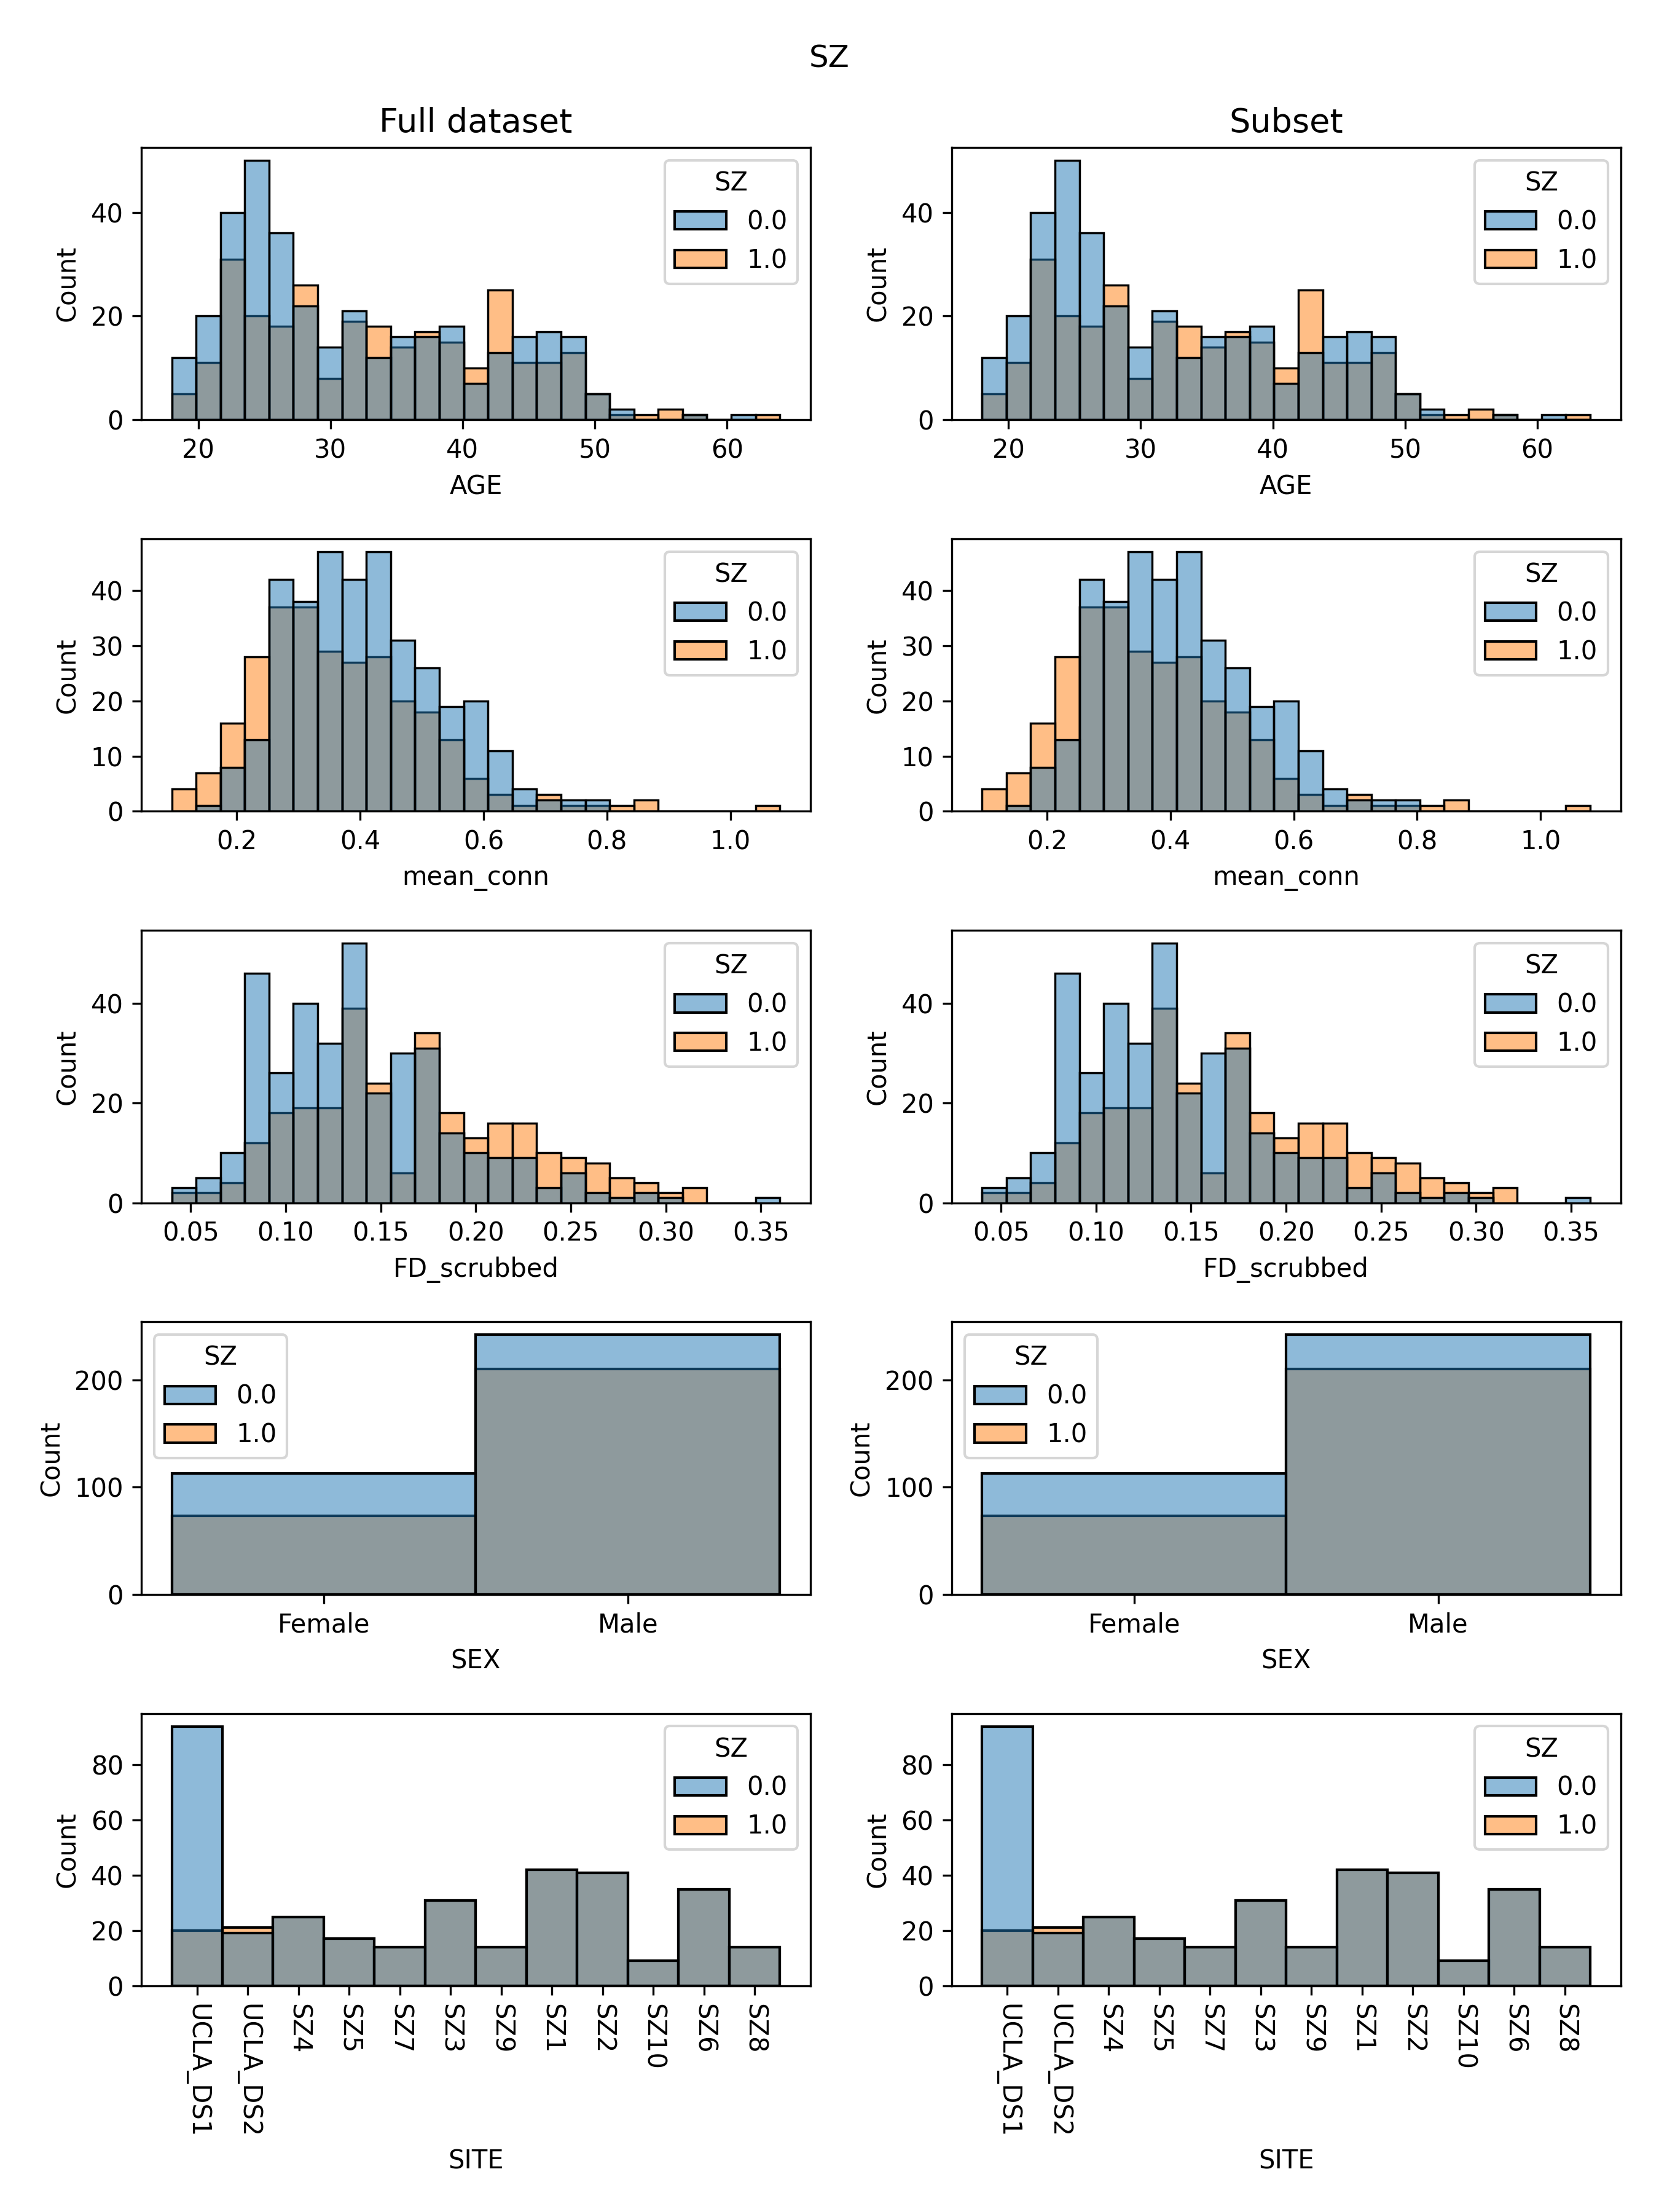 SZ
Full dataset
Subset
Count
40
20
0
SZ
0.0
1.0
20 30 40 50 60
AGE
Count
40
20
0
SZ
0.0
1.0
20 30 40 50 60
AGE
Count
40
30
20
10
0
SZ
0.0
1.0
0.2 0.4 0.6 0.8 1.0
mean_conn
Count
40
30
20
10
0
SZ
0.0
1.0
0.2 0.4 0.6 0.8 1.0
mean_conn
Count
40
20
0
SZ
0.0
1.0
0.05 0.10 0.15 0.20 0.25 0.30 0.35
FD_scrubbed
Count
40
20
0
SZ
0.0
1.0
0.05 0.10 0.15 0.20 0.25 0.30 0.35
FD_scrubbed
Count
200
100
0
SZ
0.0
1.0
Female Male
SEX
Count
200
100
0
SZ
0.0
1.0
Female Male
SEX
Count
80
60
40
20
0
SZ
0.0
1.0
UCLA_DS1
UCLA_DS2
SZ4
SZ5
SZ7
SZ3
SZ9
SZ1
SZ2
SZ10
SZ6
SZ8
SITE
Count
80
60
40
20
0
SZ
0.0
1.0
UCLA_DS1
UCLA_DS2
SZ4
SZ5
SZ7
SZ3
SZ9
SZ1
SZ2
SZ10
SZ6
SZ8
SITE